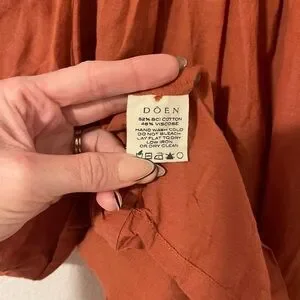 DÔEN
52% BCI COTTON
48% VISCOSE
HAND WASH COLD
DO NOT BLEACH
LAY FLAT TO DRY
LOW IRON
OR DRY CLEAN